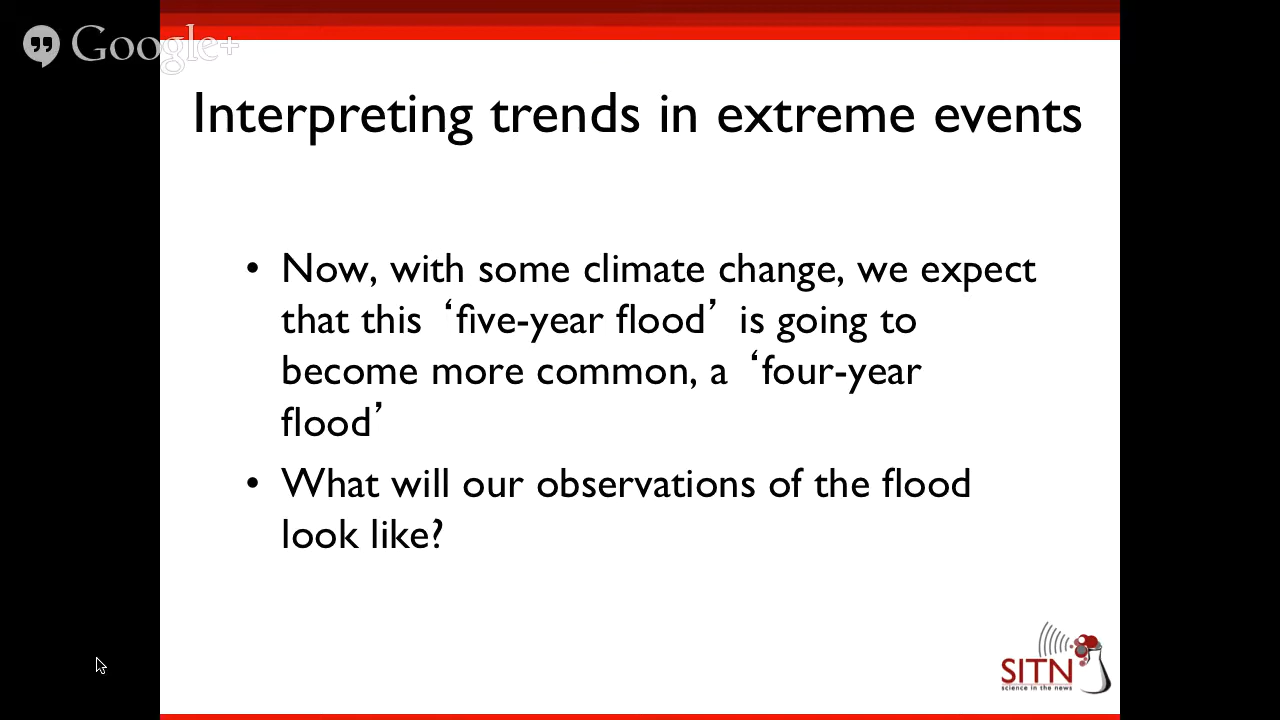 Google+
Interpreting trends in extreme events
• Now, with some climate change, we expect
that this ‘five-year flood’ is going to
become more common, a ‘four-year
flood’
• What will our observations of the flood
look like?
SITN
science in the news